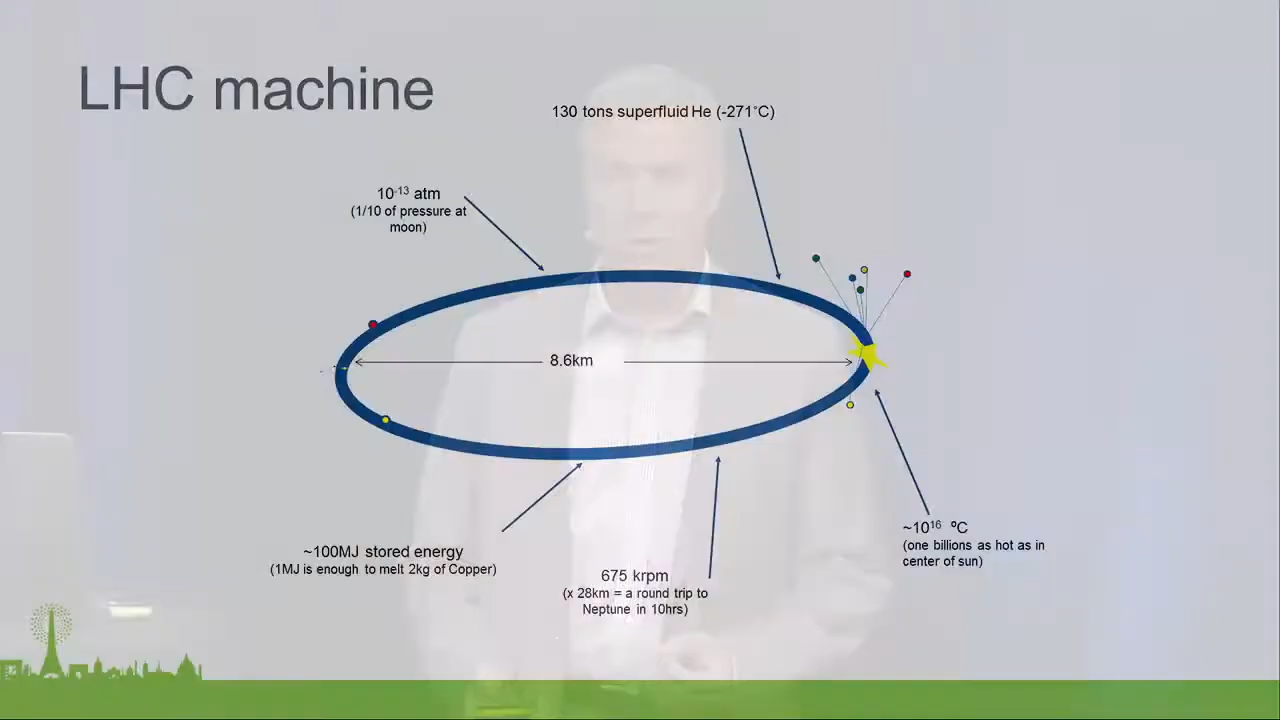 LHC machine
130 tons superfluid He (-271˚C)
10-13 atm
(1/10 of pressure at
moon)
8.6km
~100MJ stored energy
(1MJ is enough to melt 2kg of Copper)
675 krpm
(x 28km = a round trip to
Neptune in 10hrs)
~10¹⁶ ºC
(one billions as hot as in
center of sun)